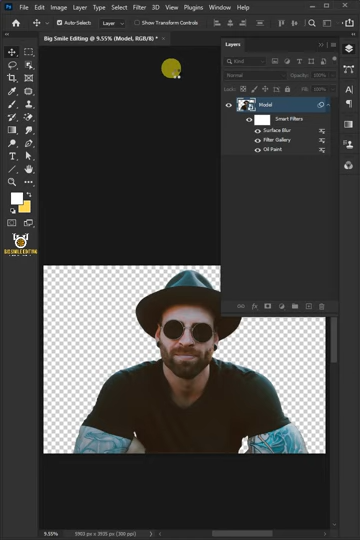 File Edit Image Layer Type Select Filter 3D View Plugins Window Help
Auto-Select: Layer Show Transform Controls
Big Smile Editing @ 9.55% (Model, RGB/8) *
Layers
Kind
Normal Opacity: 100%
Lock: Fill: 100%
Model
Smart Filters
Surface Blur
Filter Gallery
Oil Paint
BIG SMILE EDITING
9.55% 5903 px x 3935 px (300 ppi)